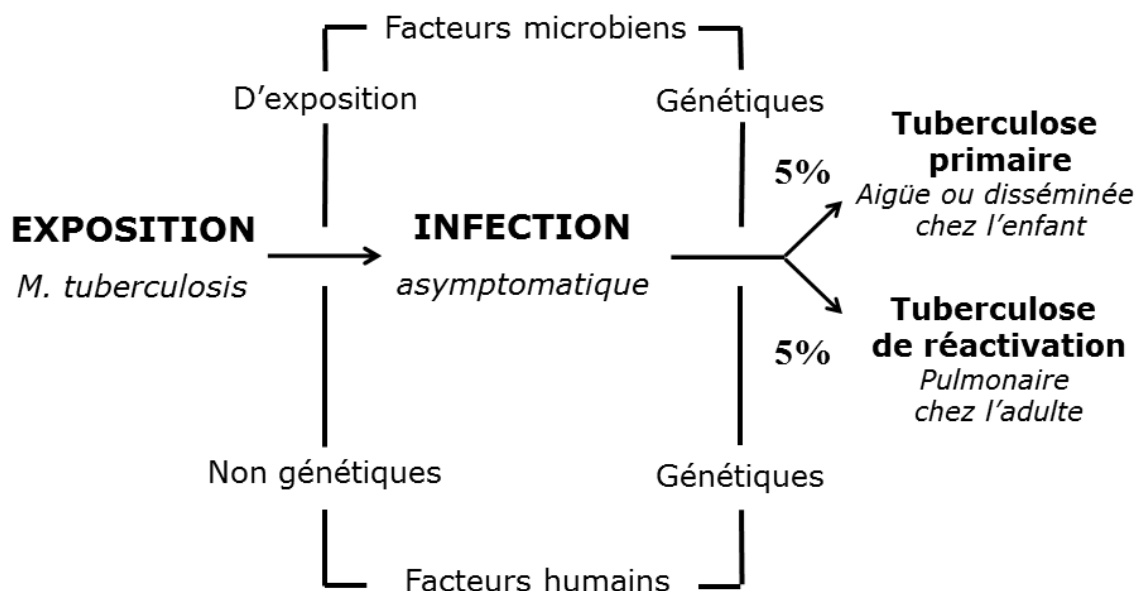 Facteurs microbiens
D'exposition
Génétiques
EXPOSITION
M. tuberculosis
INFECTION
asymptomatique
5%
Tuberculose
primaire
Aigüe ou disséminée
chez l'enfant
5%
Tuberculose
de réactivation
Pulmonaire
chez l'adulte
Non génétiques
Génétiques
Facteurs humains